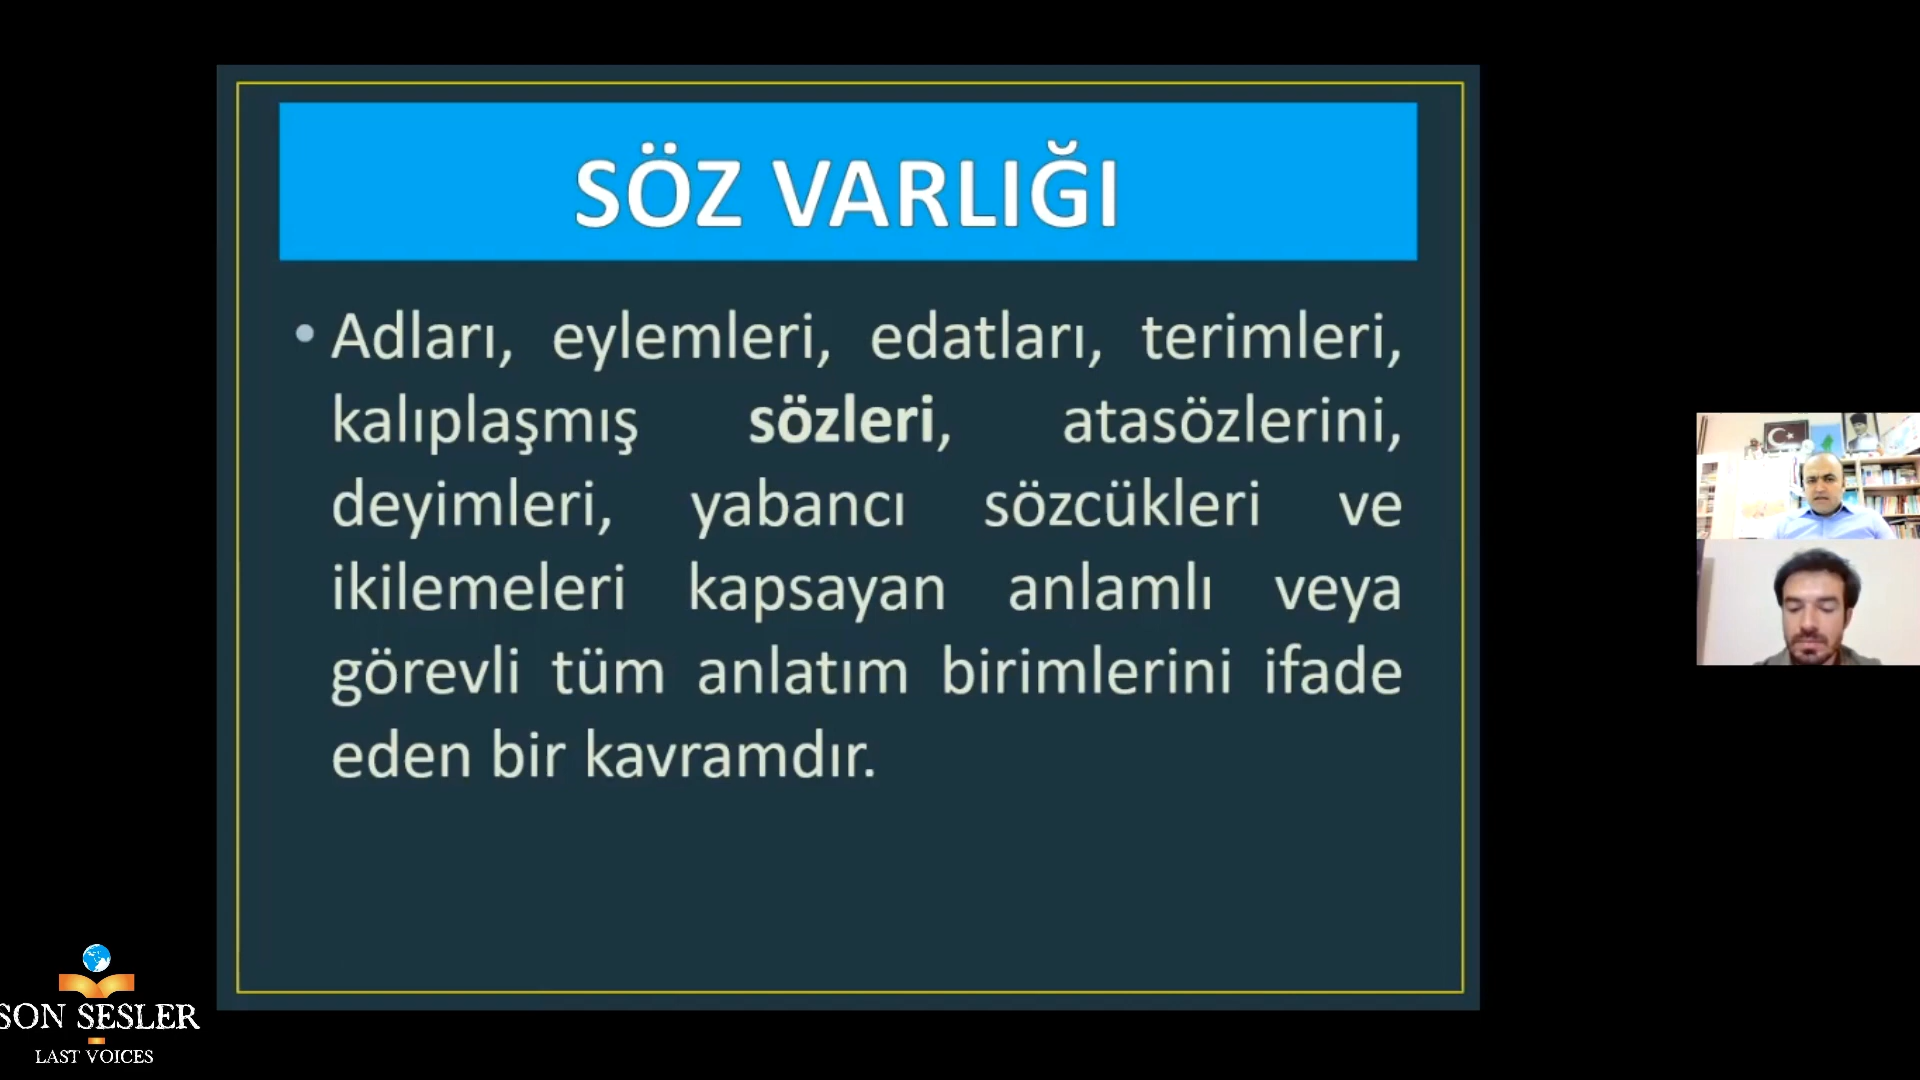 SÖZ VARLIĞI
• Adları, eylemleri, edatları, terimleri,
kalıplaşmış sözleri, atasözlerini,
deyimleri, yabancı sözcükleri ve
ikilemeleri kapsayan anlamlı veya
görevli tüm anlatım birimlerini ifade
eden bir kavramdır.
SON SESLER
LAST VOICES